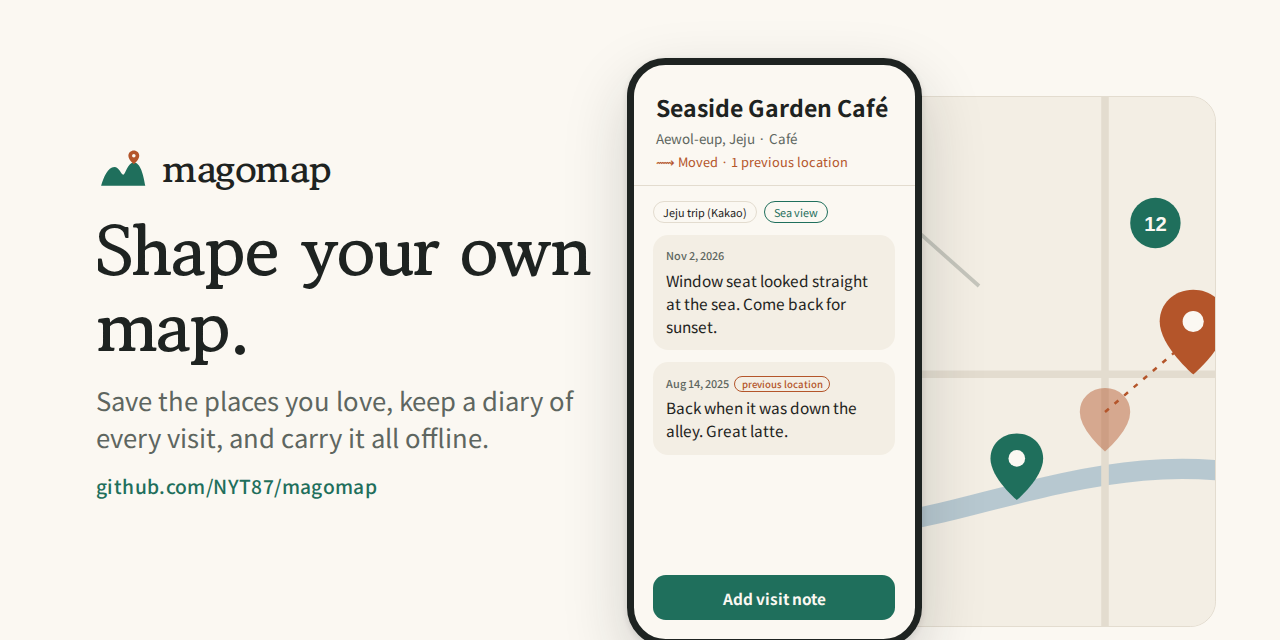 magomap
Shape your own
map.
Save the places you love, keep a diary of
every visit, and carry it all offline.
github.com/NYT87/magomap
Seaside Garden Café
Aewol-eup, Jeju · Café
⟿ Moved · 1 previous location
Jeju trip (Kakao) Sea view
Nov 2, 2026
Window seat looked straight
at the sea. Come back for
sunset.
Aug 14, 2025 previous location
Back when it was down the
alley. Great latte.
Add visit note
12